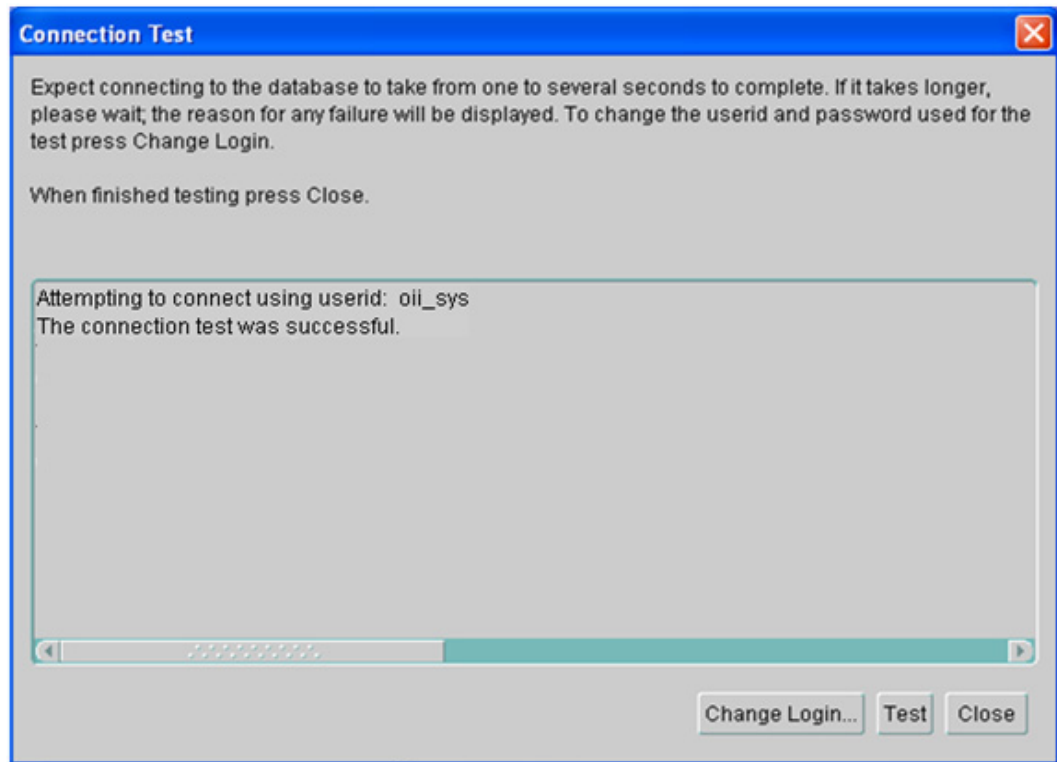 Connection Test
Expect connecting to the database to take from one to several seconds to complete. If it takes longer,
please wait; the reason for any failure will be displayed. To change the userid and password used for the
test press Change Login.
When finished testing press Close.
Attempting to connect using userid: oii_sys
The connection test was successful.
Change Login... Test Close